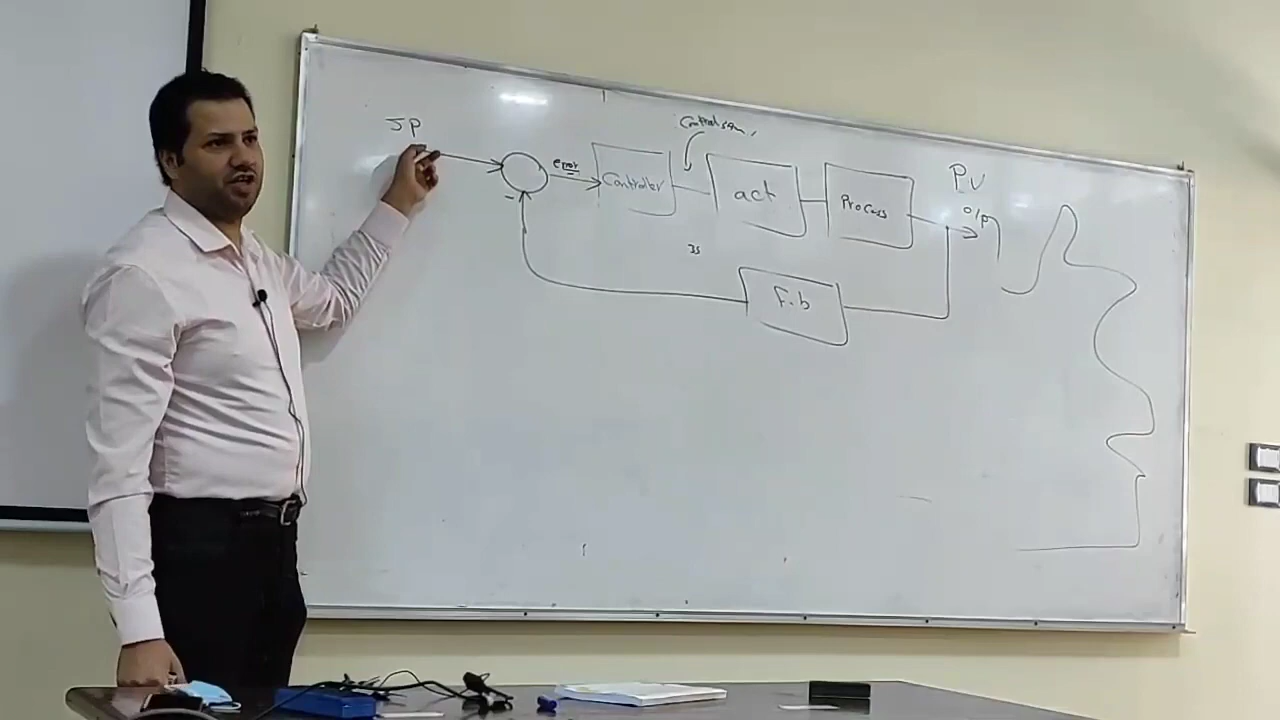 SP
error
Controller
act
Process
PV
o/p
-
F.b